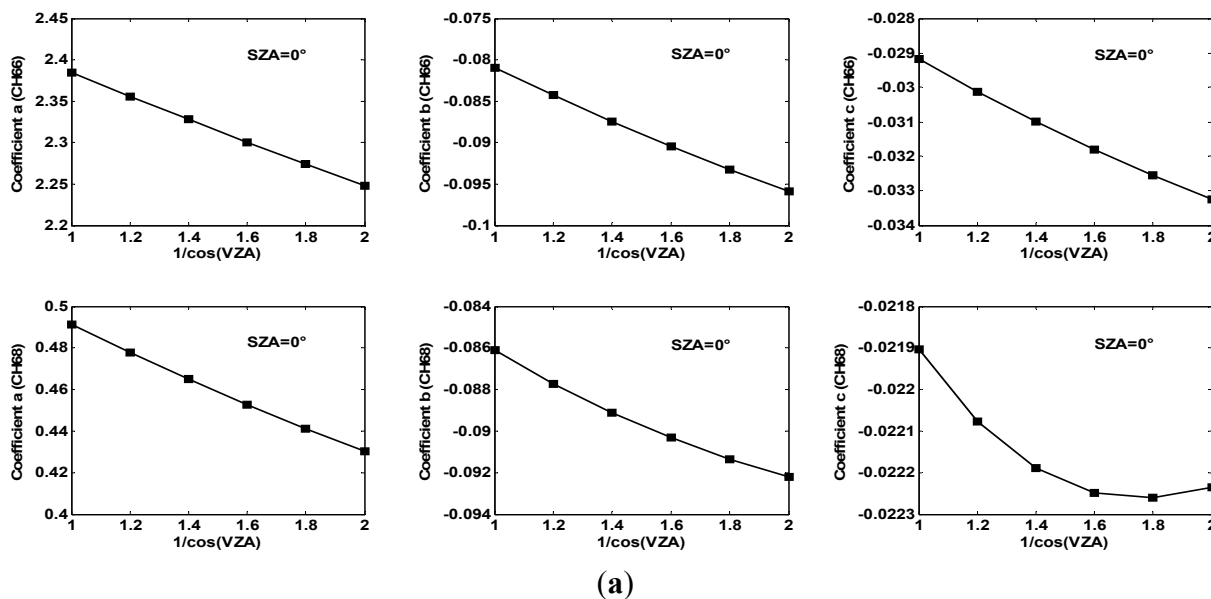 2.45
2.4
2.35
2.3
2.25
2.2
Coefficient a (CH66)
SZA=0°
1 1.2 1.4 1.6 1.8 2
1/cos(VZA)
-0.075
-0.08
-0.085
-0.09
-0.095
-0.1
Coefficient b (CH66)
SZA=0°
1 1.2 1.4 1.6 1.8 2
1/cos(VZA)
-0.028
-0.029
-0.03
-0.031
-0.032
-0.033
-0.034
Coefficient c (CH66)
SZA=0°
1 1.2 1.4 1.6 1.8 2
1/cos(VZA)
0.5
0.48
0.46
0.44
0.42
0.4
Coefficient a (CH68)
SZA=0°
1 1.2 1.4 1.6 1.8 2
1/cos(VZA)
-0.084
-0.086
-0.088
-0.09
-0.092
-0.094
Coefficient b (CH68)
SZA=0°
1 1.2 1.4 1.6 1.8 2
1/cos(VZA)
-0.0218
-0.0219
-0.022
-0.0221
-0.0222
-0.0223
Coefficient c (CH68)
SZA=0°
1 1.2 1.4 1.6 1.8 2
1/cos(VZA)
(a)